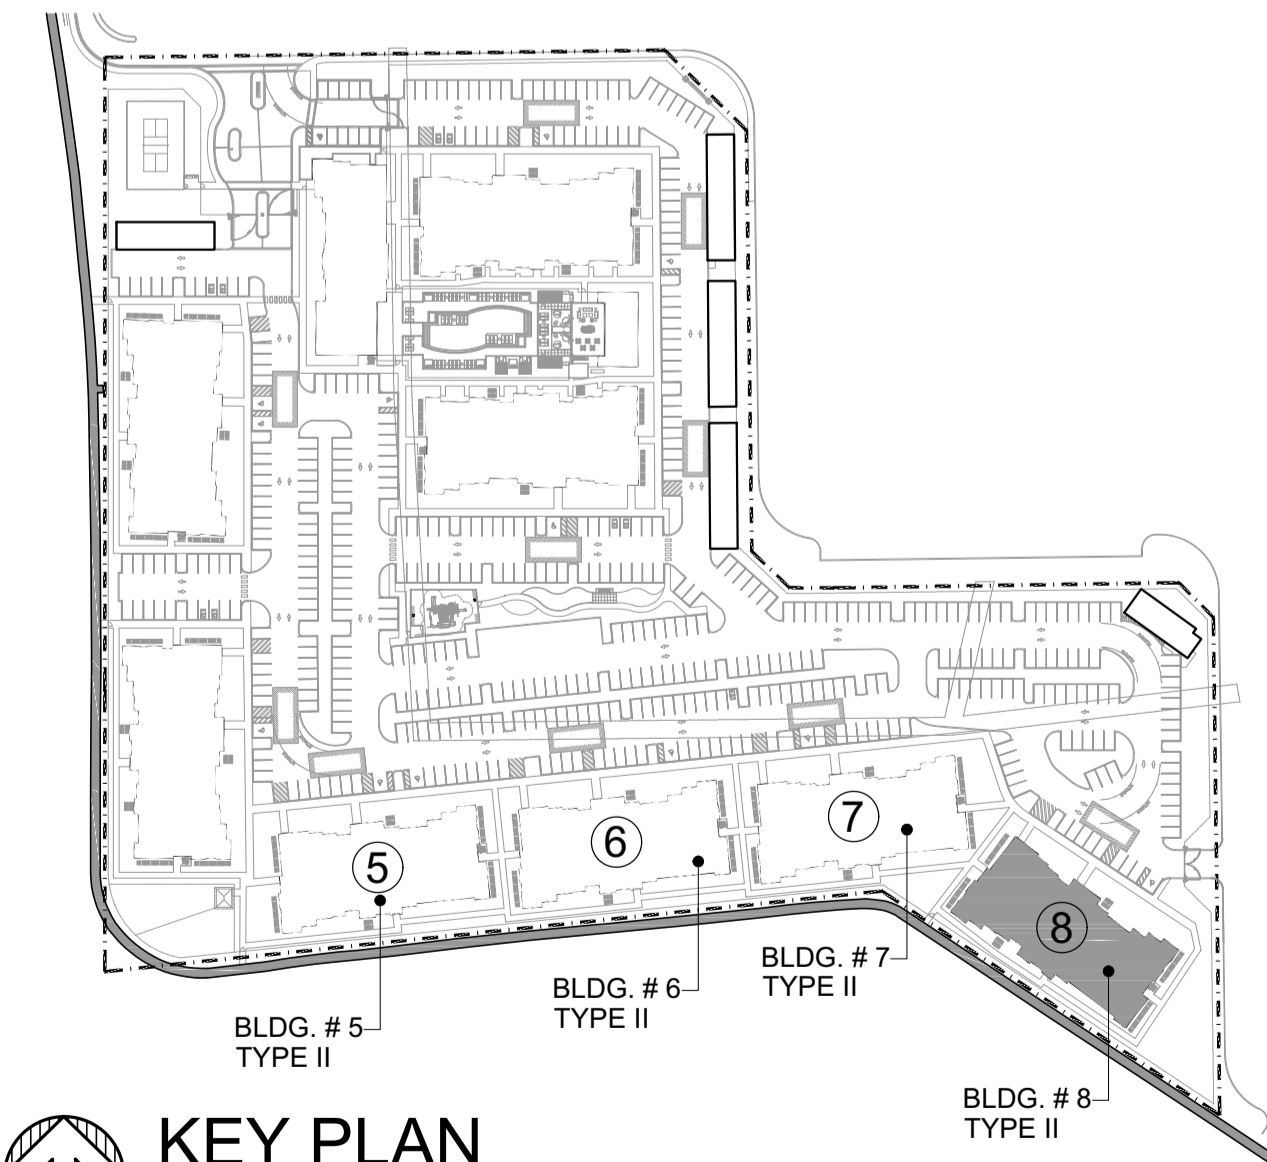 7
6
5
8
BLDG. # 7
TYPE II
BLDG. # 6
TYPE II
BLDG. # 5
TYPE II
BLDG. # 8
TYPE II
KEY PLAN